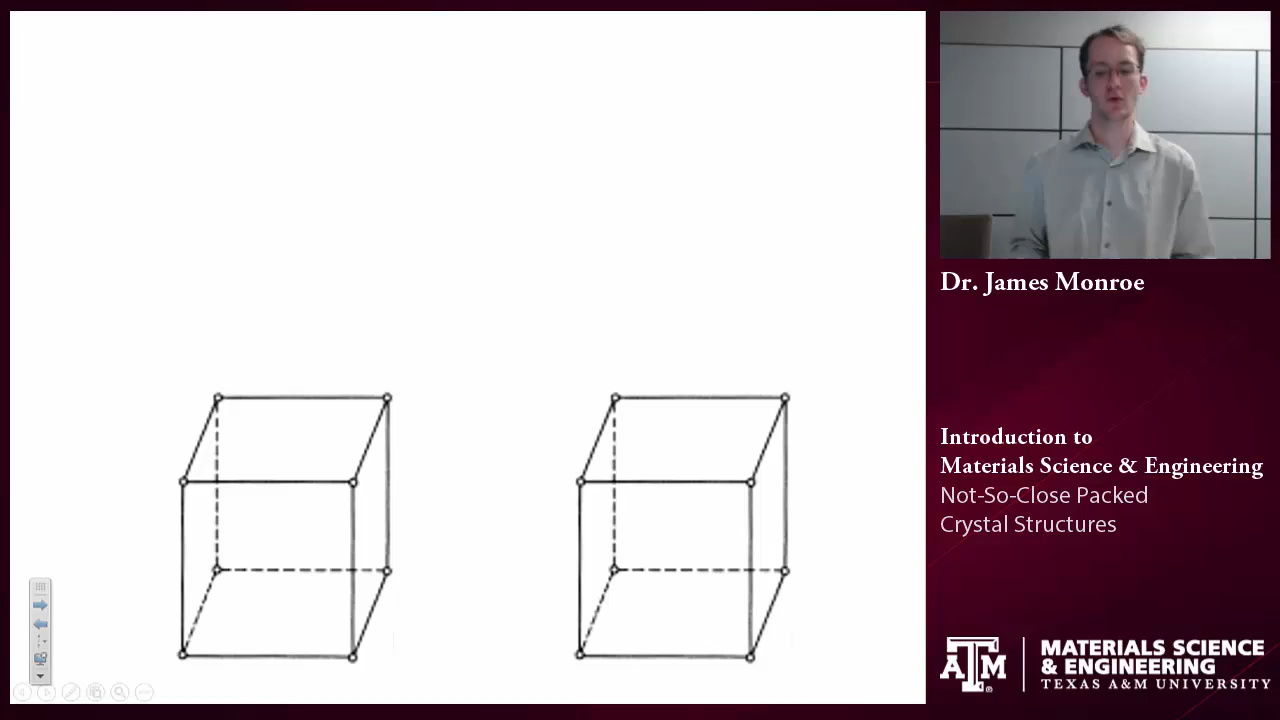 Dr. James Monroe
Introduction to
Materials Science & Engineering
Not-So-Close Packed
Crystal Structures
ATM
MATERIALS SCIENCE
& ENGINEERING
TEXAS A&M UNIVERSITY